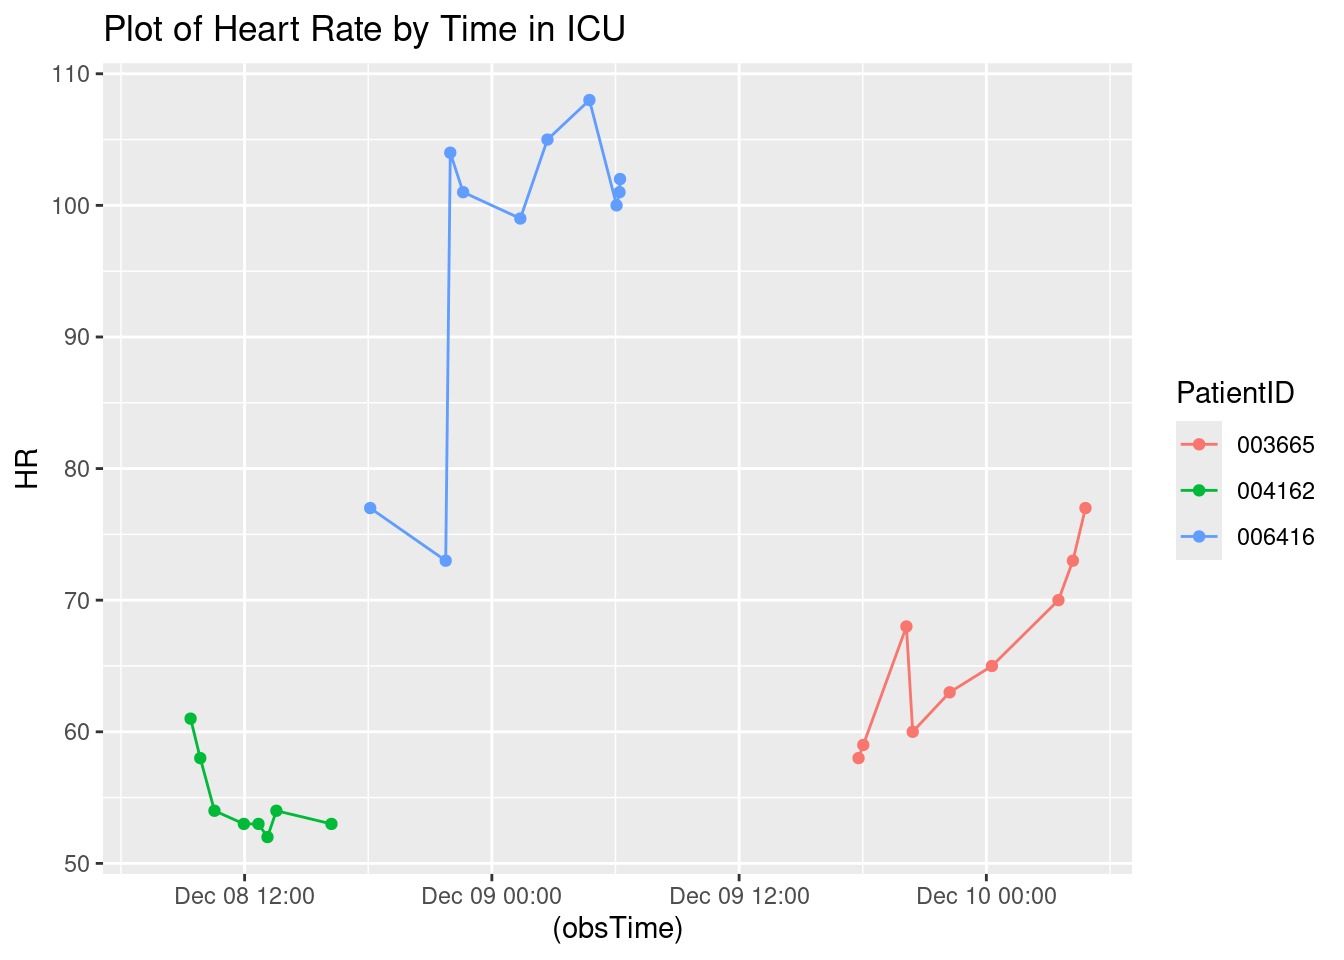 Plot of Heart Rate by Time in ICU
110
100
90
80
70
60
50
HR
Dec 08 12:00
Dec 09 00:00
Dec 09 12:00
Dec 10 00:00
(obsTime)
PatientID
003665
004162
006416